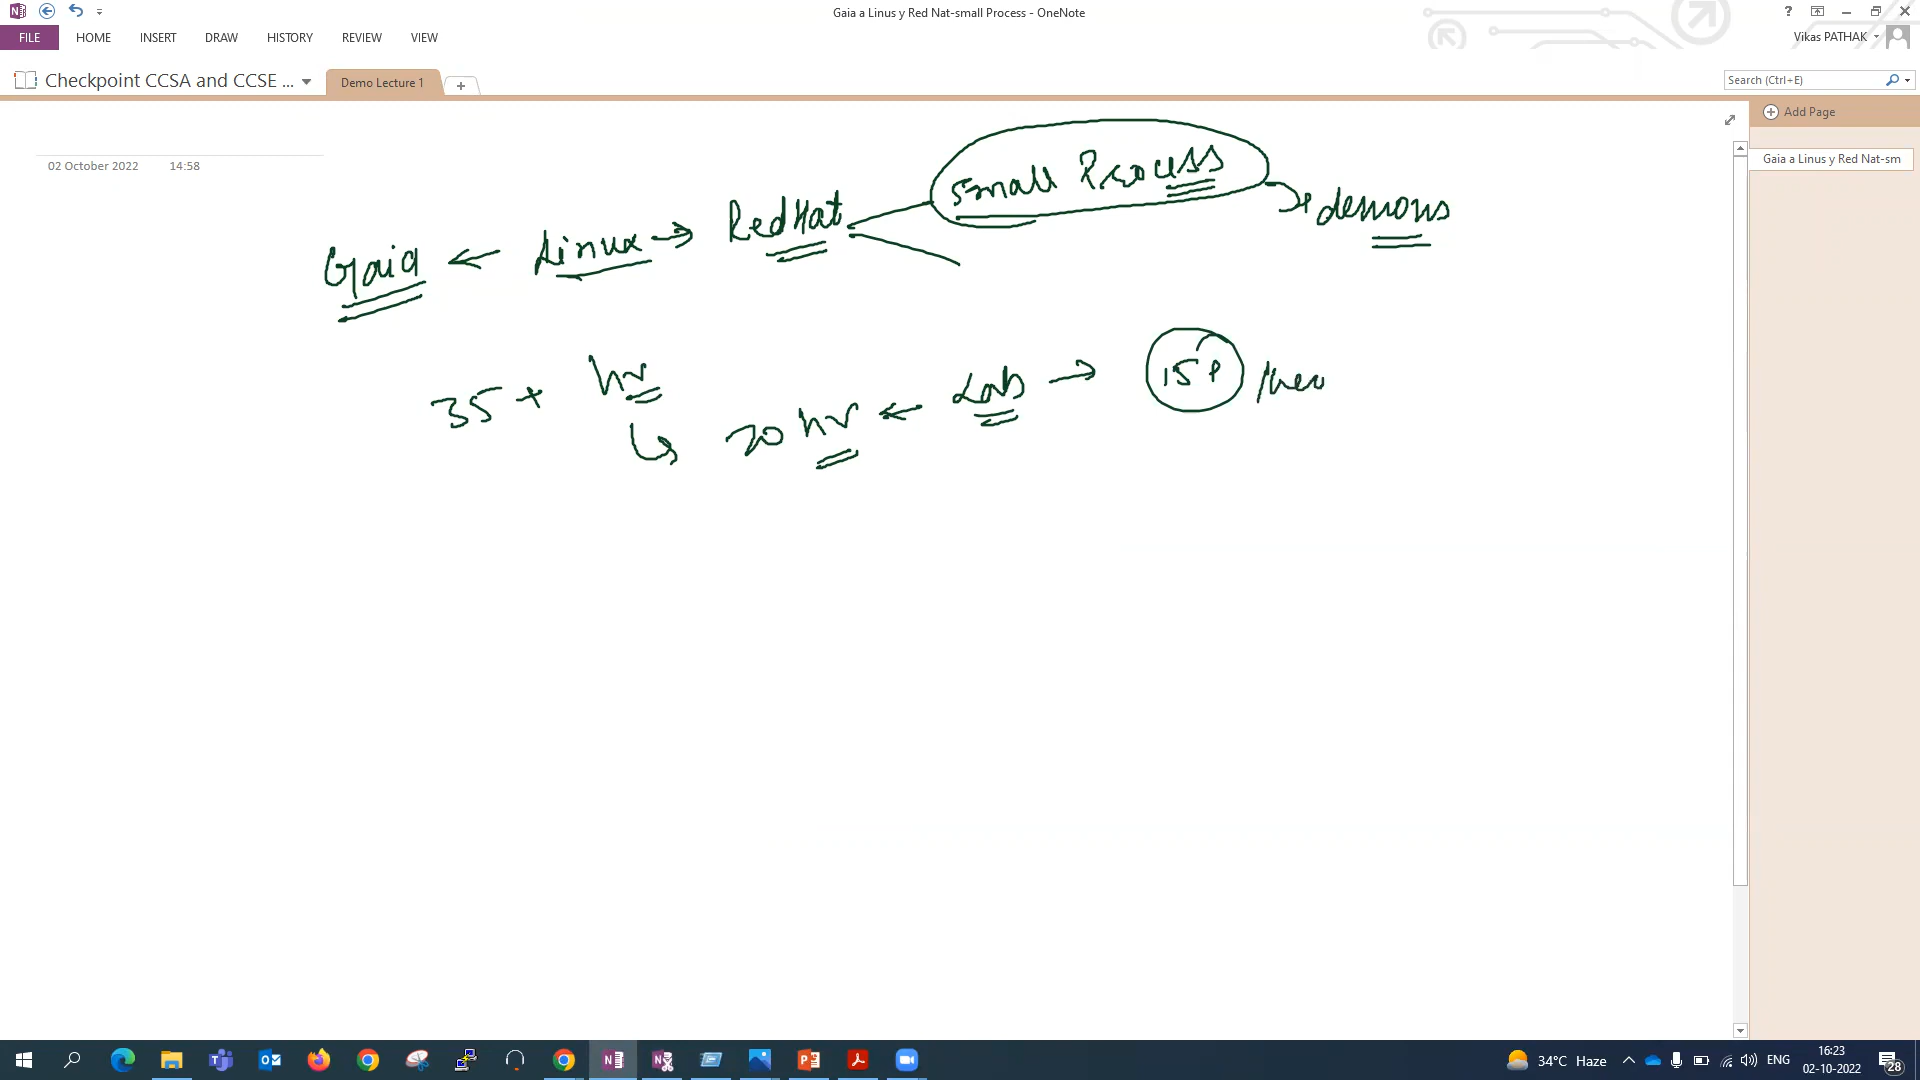 Gaia a Linus y Red Nat-small Process - OneNote
?
FILE HOME INSERT DRAW HISTORY REVIEW VIEW
Vikas PATHAK
Checkpoint CCSA and CCSE ... Demo Lecture 1 +
Search (Ctrl+E)
Add Page
Gaia a Linus y Red Nat-sm
02 October 2022 14:58
Gaia ← Linux → RedHat small Process → demons
35 + hr
20 hr ← Lab → 15
34°C Haze ENG 16:23
02-10-2022 28